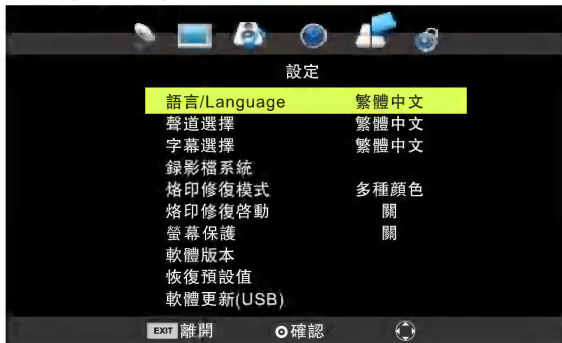 設定
語言/Language 繁體中文
聲道選擇 繁體中文
字幕選擇 繁體中文
錄影檔系統
烙印修復模式 多種顏色
烙印修復啓動 關
螢幕保護 關
軟體版本
恢復預設值
軟體更新(USB)
EXIT 離開 確認